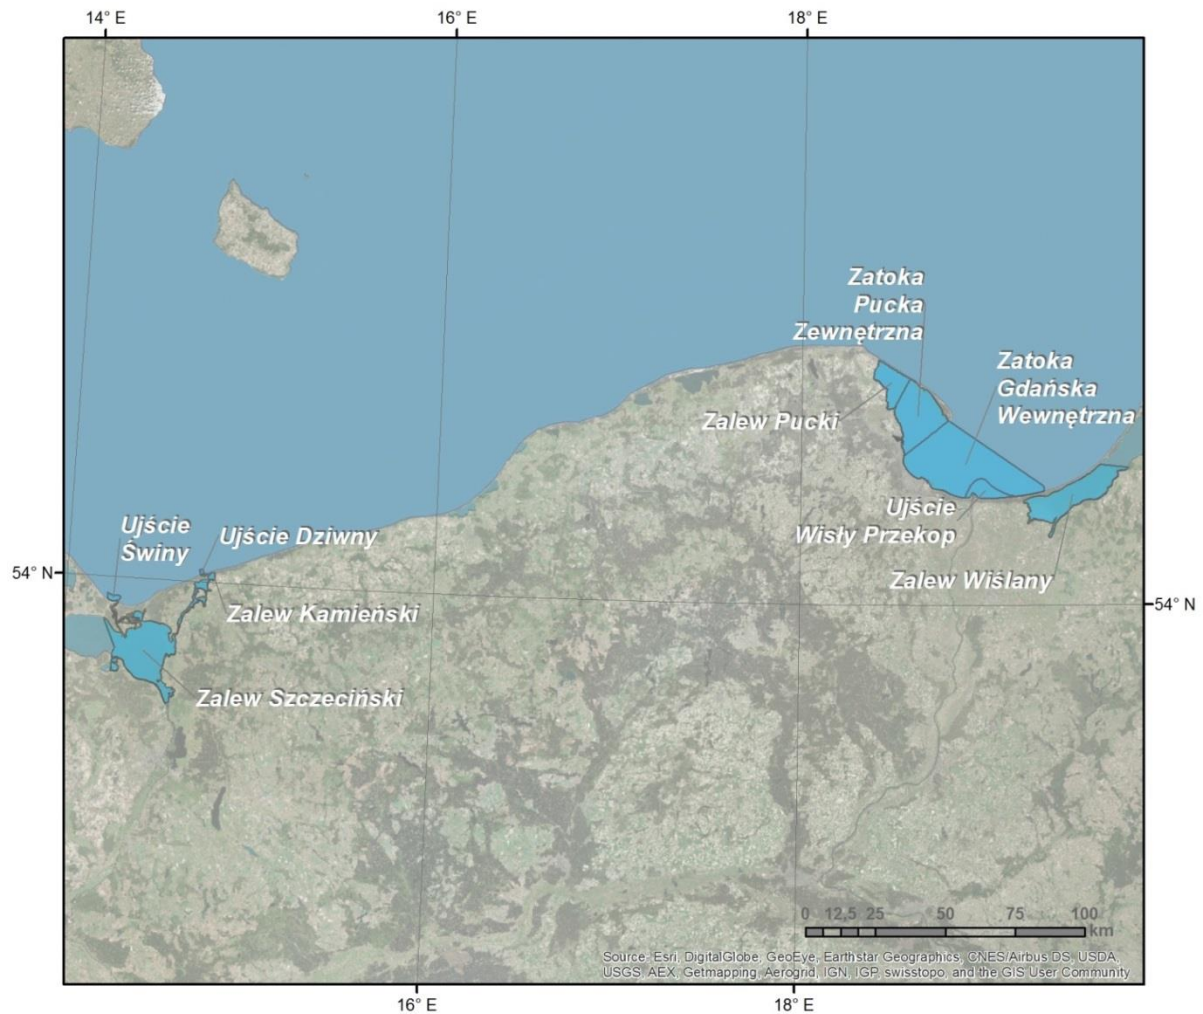 14° E
16° E
18° E
Zatoka
Pucka
Zewnętrzna
Zatoka
Gdańska
Wewnętrzna
Zalew Pucki
Ujście
Świny
Ujście Dziwny
Ujście
Wisły Przekop
54° N
Zalew Wiślany
54° N
Zalew Kamieński
Zalew Szczeciński
0 12,5 25 50 75 100
km
Source: Esri, DigitalGlobe, GeoEye, Earthstar Geographics, CNES/Airbus DS, USDA,
USGS, AEX, Getmapping, Aerogrid, IGN, IGP, swisstopo, and the GIS User Community
16° E
18° E